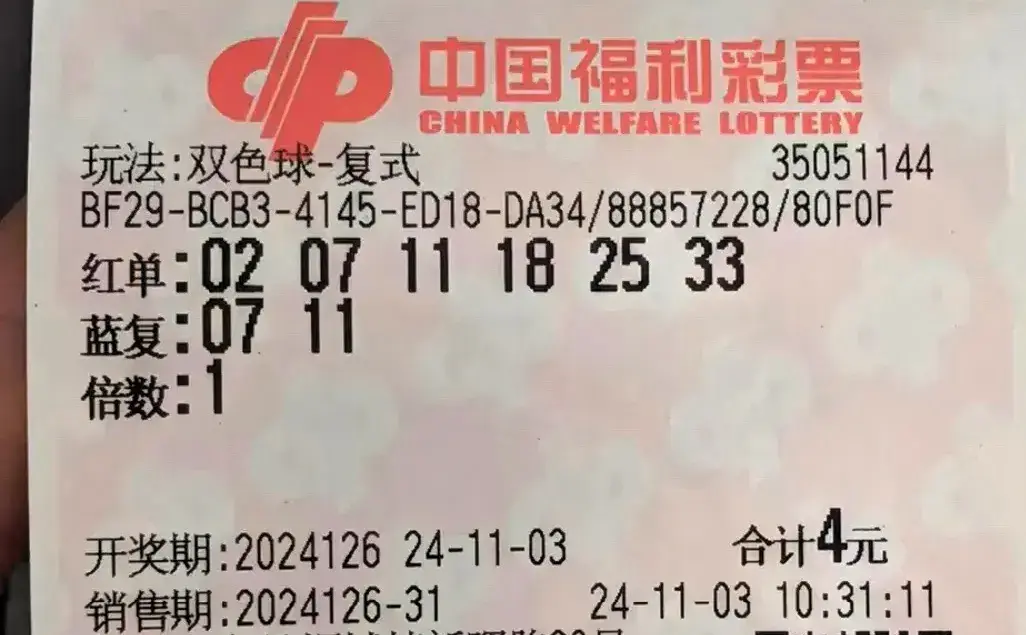 中国福利彩票
CHINA WELFARE LOTTERY
玩法:双色球-复式 35051144
BF29-BCB3-4145-ED18-DA34/88857228/80F0F
红单:02 07 11 18 25 33
蓝复:07 11
倍数:1
开奖期:2024126 24-11-03 合计4元
销售期:2024126-31 24-11-03 10:31:11